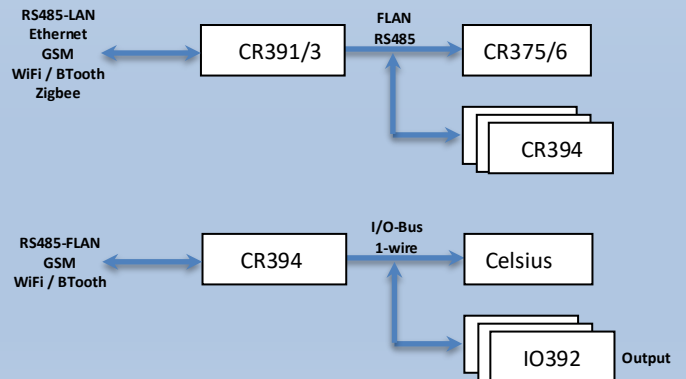 RS485-LAN
Ethernet
GSM
WiFi / BTooth
Zigbee
CR391/3
FLAN
RS485
CR375/6
CR394
RS485-FLAN
GSM
WiFi / BTooth
CR394
I/O-Bus
1-wire
Celsius
IO392
Output